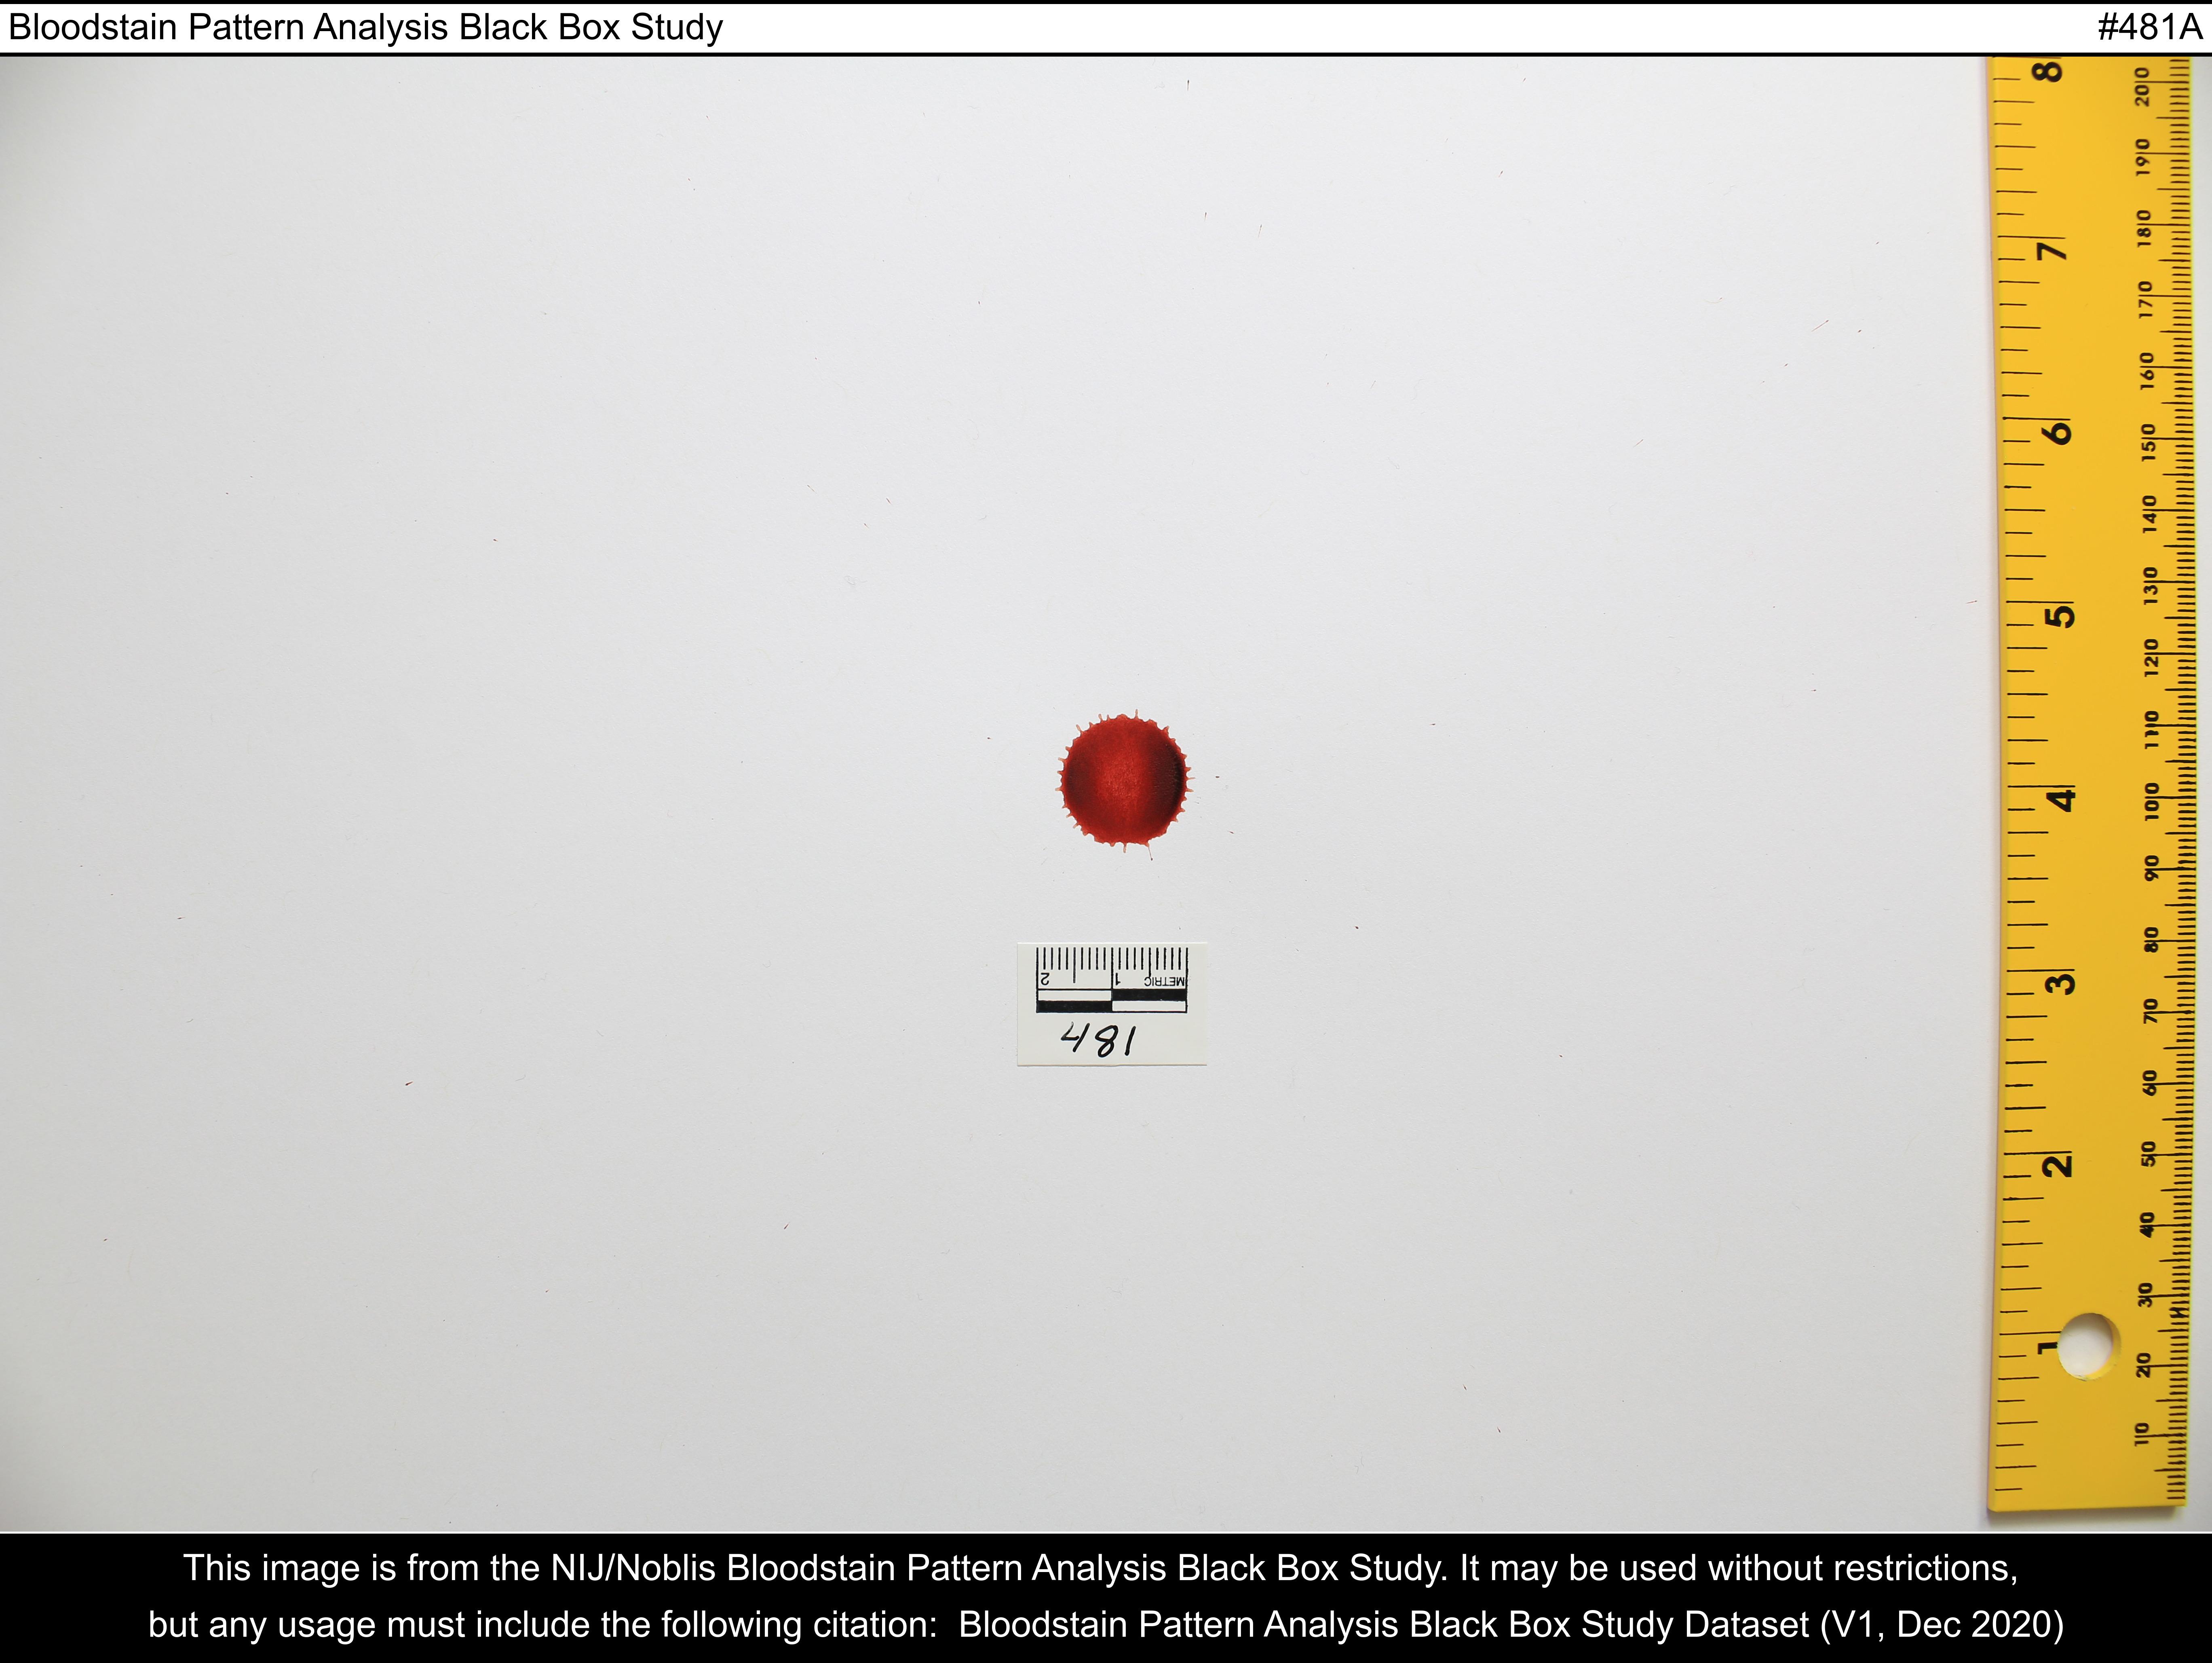 Bloodstain Pattern Analysis Black Box Study #481A
8 7 6 5 4 3 2 1
200 190 180 170 160 150 140 130 120 110 100 90 80 70 60 50 40 30 20 10
2 1 METRIC
481
This image is from the NIJ/Noblis Bloodstain Pattern Analysis Black Box Study. It may be used without restrictions,
but any usage must include the following citation: Bloodstain Pattern Analysis Black Box Study Dataset (V1, Dec 2020)